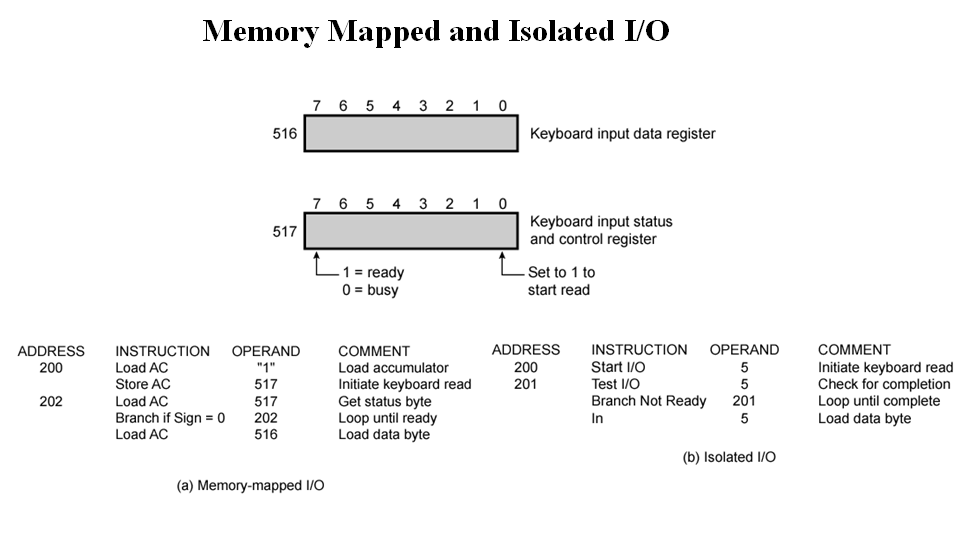 Memory Mapped and Isolated I/O
7 6 5 4 3 2 1 0
516 Keyboard input data register
7 6 5 4 3 2 1 0
517 Keyboard input status
and control register
1 = ready
0 = busy
Set to 1 to
start read
ADDRESS INSTRUCTION OPERAND COMMENT
200 Load AC "1" Load accumulator
Store AC 517 Initiate keyboard read
202 Load AC 517 Get status byte
Branch if Sign = 0 202 Loop until ready
Load AC 516 Load data byte
(a) Memory-mapped I/O
ADDRESS INSTRUCTION OPERAND COMMENT
200 Start I/O 5 Initiate keyboard read
201 Test I/O 5 Check for completion
Branch Not Ready 201 Loop until complete
In 5 Load data byte
(b) Isolated I/O